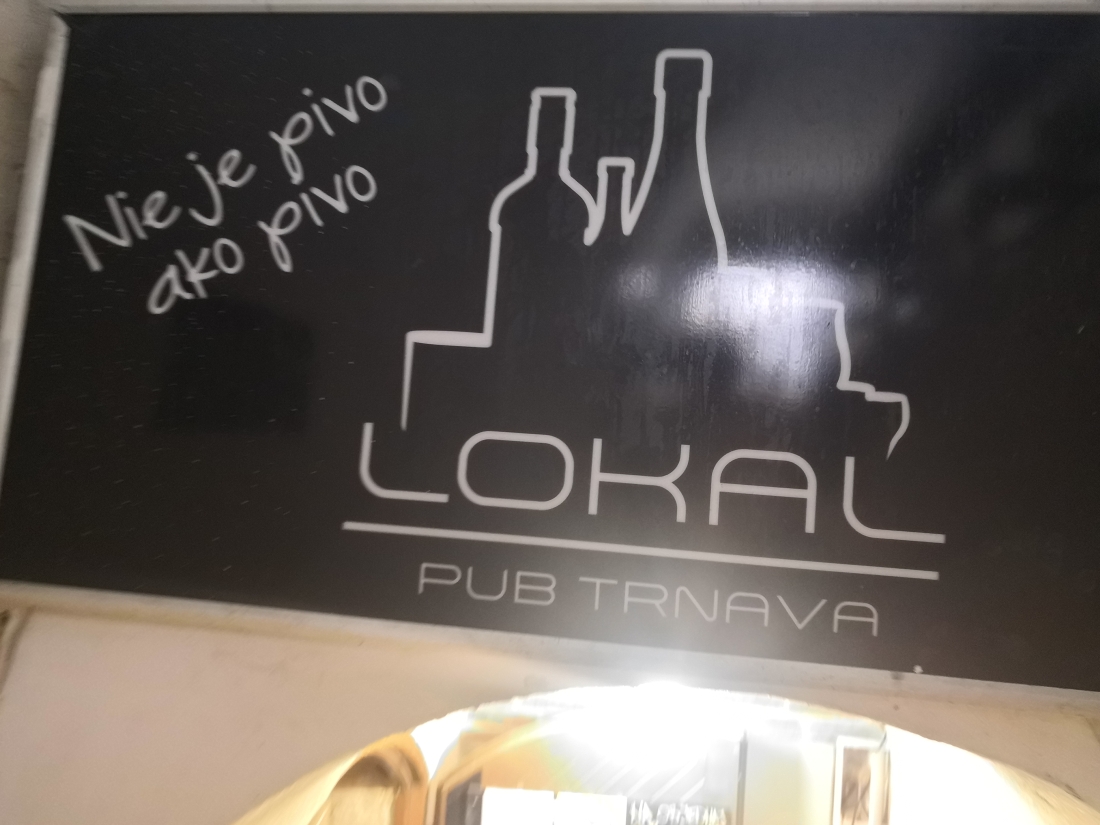 Nie je pivo
ako pivo
LOKAL
PUB TRNAVA